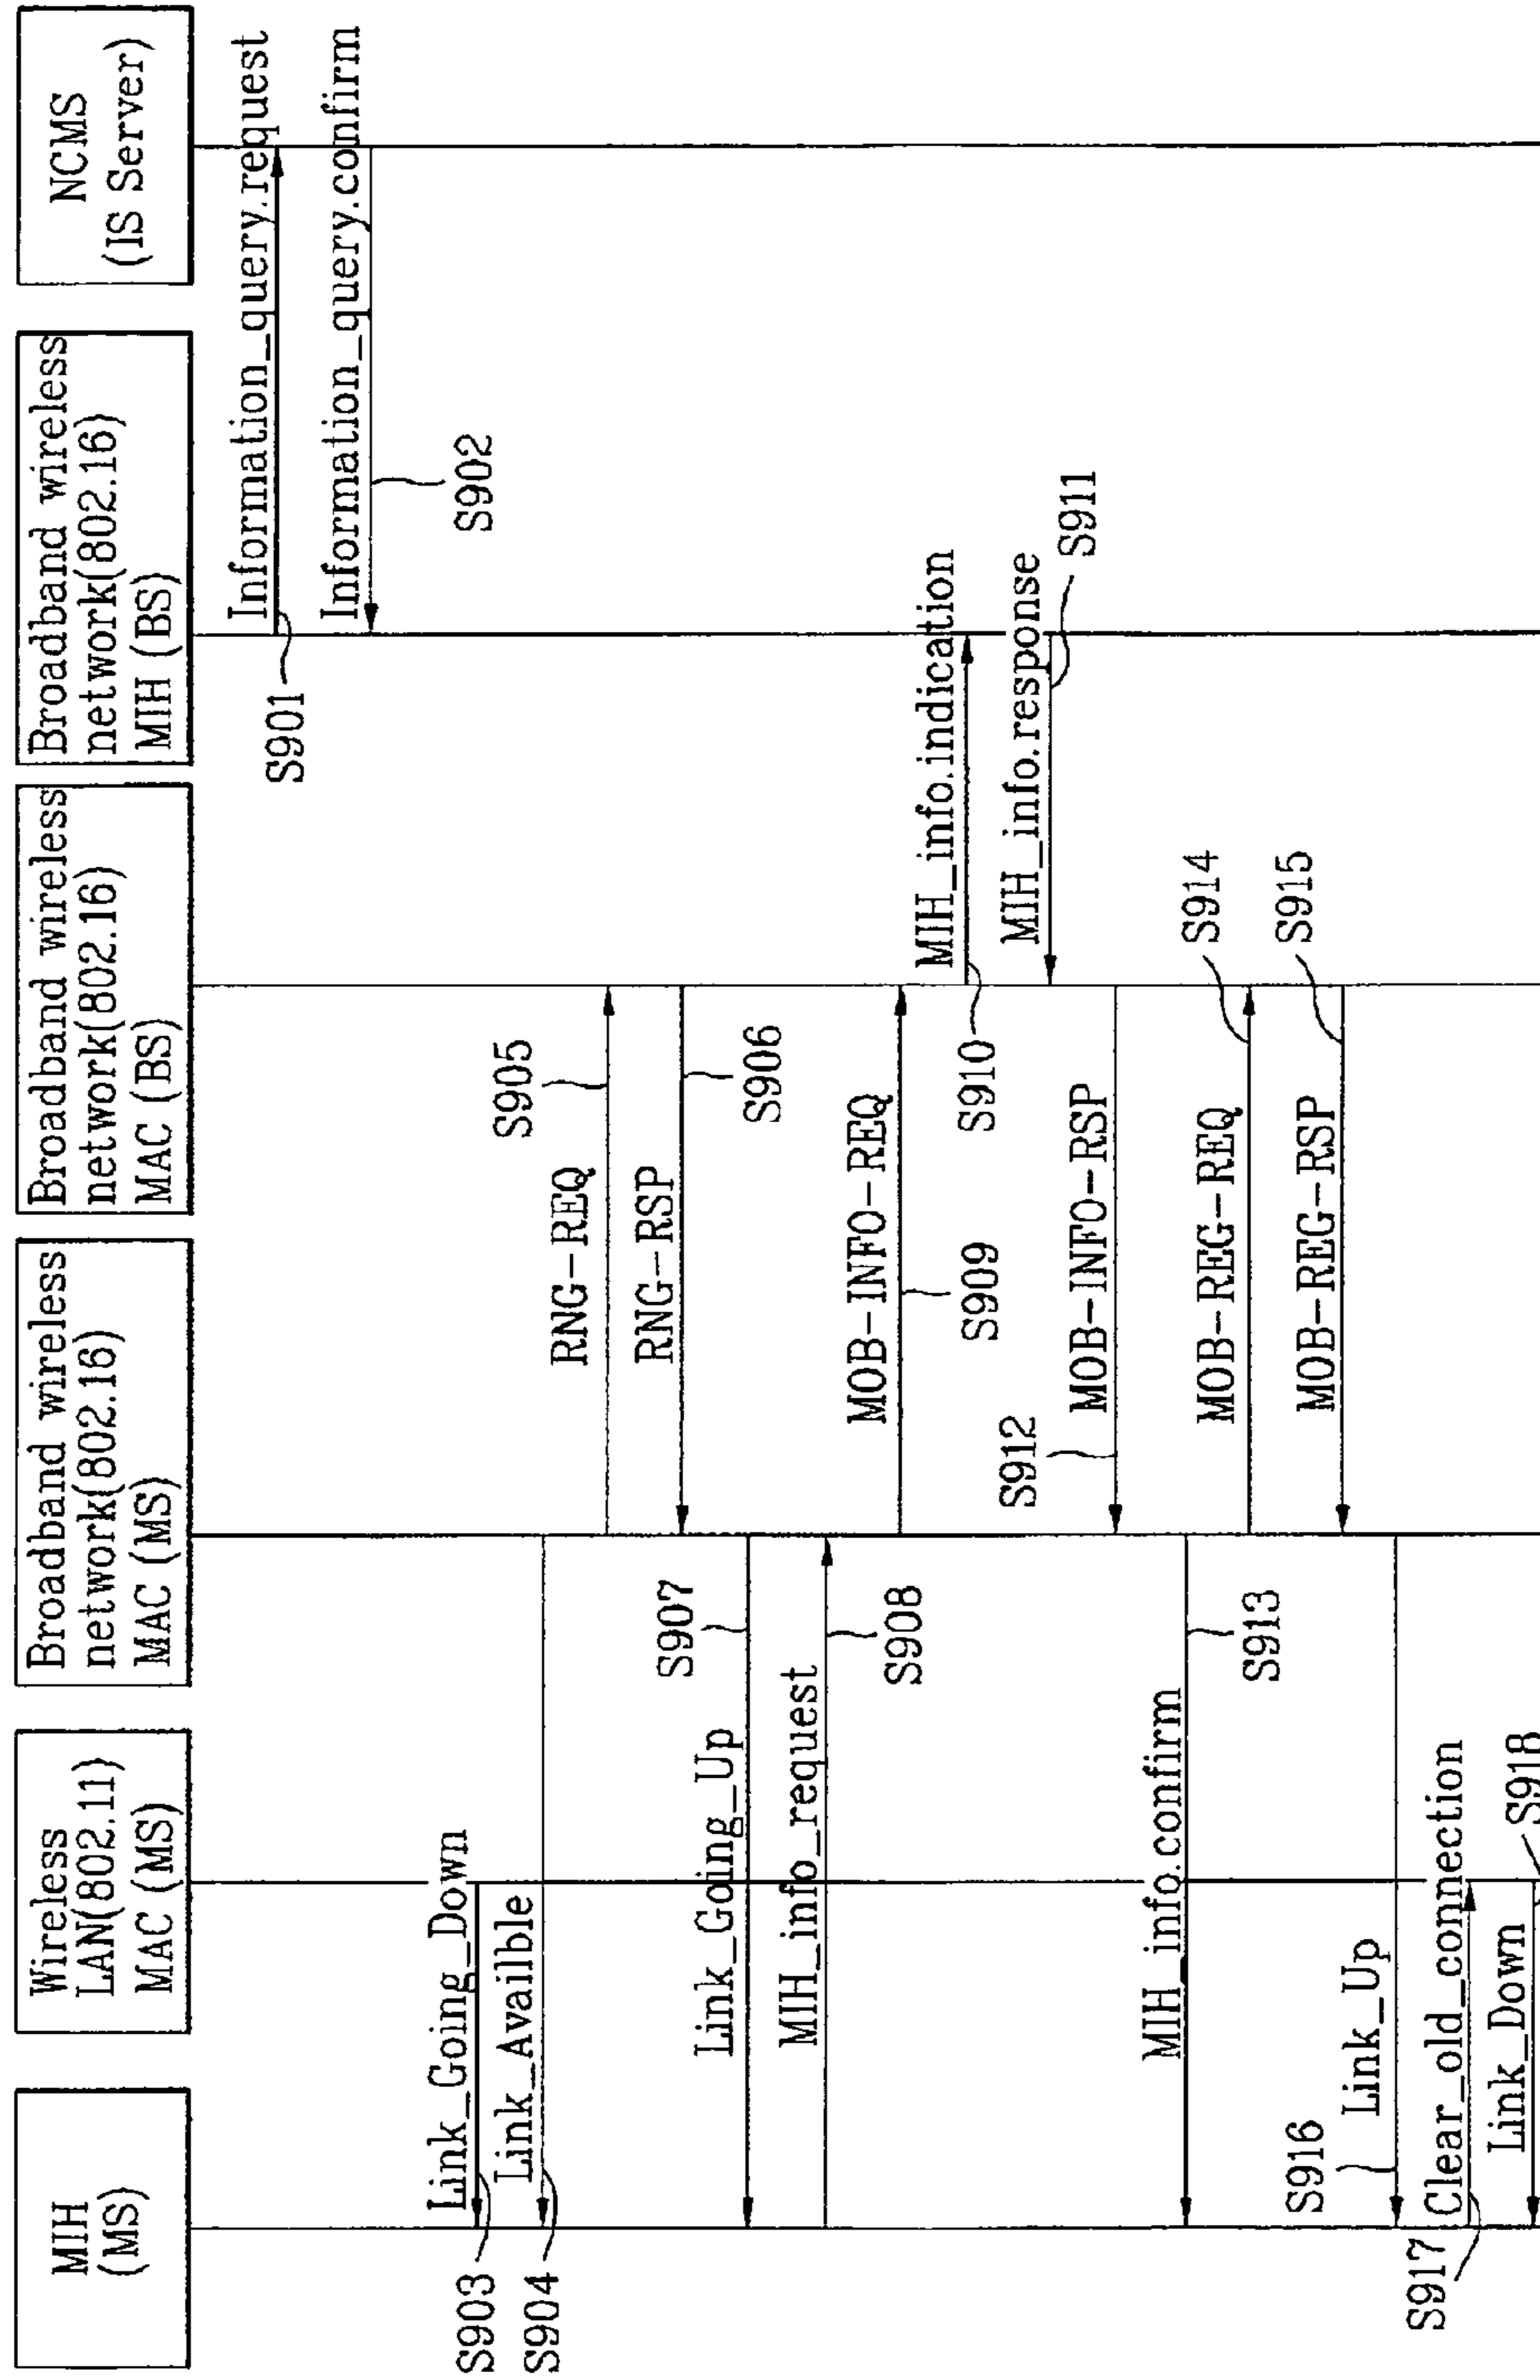 MIH
(MS)
Wireless
LAN(802.11)
MAC (MS)
Broadband wireless
network(802.16)
MAC (MS)
Broadband wireless
network(802.16)
MAC (BS)
Broadband wireless
network(802.16)
MIH (BS)
NCMS
(IS Server)
S901
Information_query.request
Information_query.confirm
S902
S903
Link_Going_Down
S904
Link_Availble
RNG-REQ
S905
RNG-RSP
S906
Link_Going_Up
S907
MIH_info_request
S908
MOB-INFO-REQ
S909
MIH_info.indication
S910
MIH_info.response
S911
S912
MOB-INFO-RSP
MIH_info.confirm
S913
MOB-REG-REQ
S914
MOB-REG-RSP
S915
S916
Link_Up
S917
Clear_old_connection
Link_Down
S918